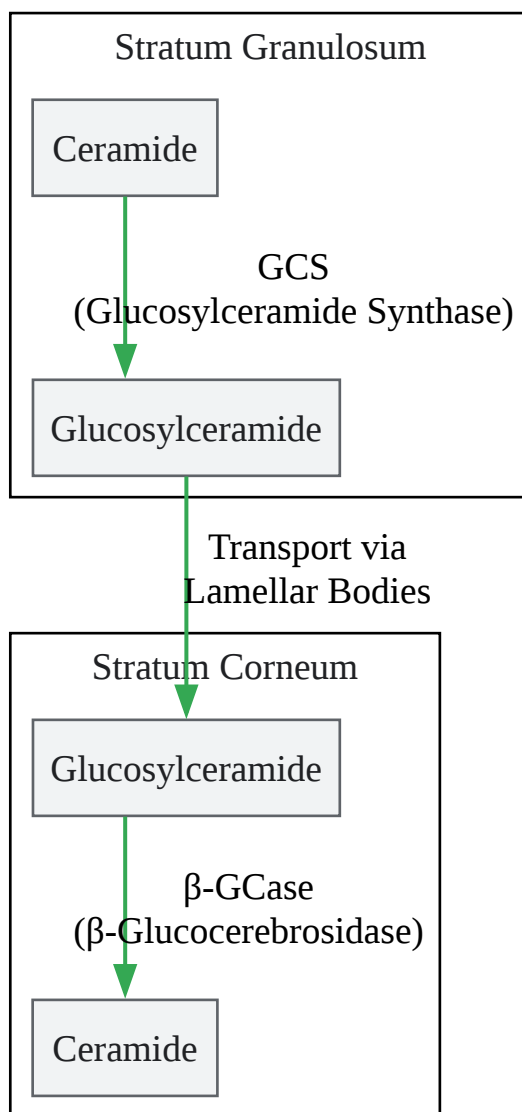 Stratum Granulosum
Ceramide
GCS
(Glucosylceramide Synthase)
Glucosylceramide
Transport via
Lamellar Bodies
Stratum Corneum
Glucosylceramide
β-GCase
(β-Glucocerebrosidase)
Ceramide